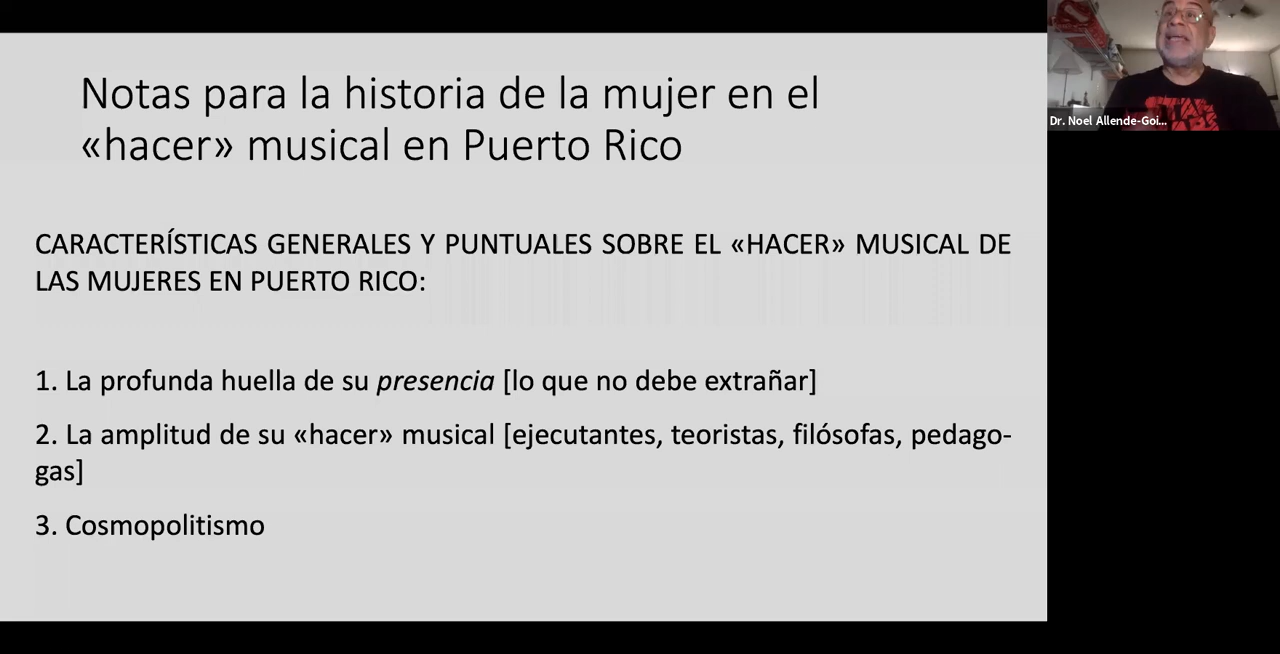 Notas para la historia de la mujer en el
«hacer» musical en Puerto Rico
CARACTERÍSTICAS GENERALES Y PUNTUALES SOBRE EL «HACER» MUSICAL DE
LAS MUJERES EN PUERTO RICO:
1. La profunda huella de su presencia [lo que no debe extrañar]
2. La amplitud de su «hacer» musical [ejecutantes, teoristas, filósofas, pedago-
gas]
3. Cosmopolitismo
Dr. Noel Allende-Goi...
STAR
WARS